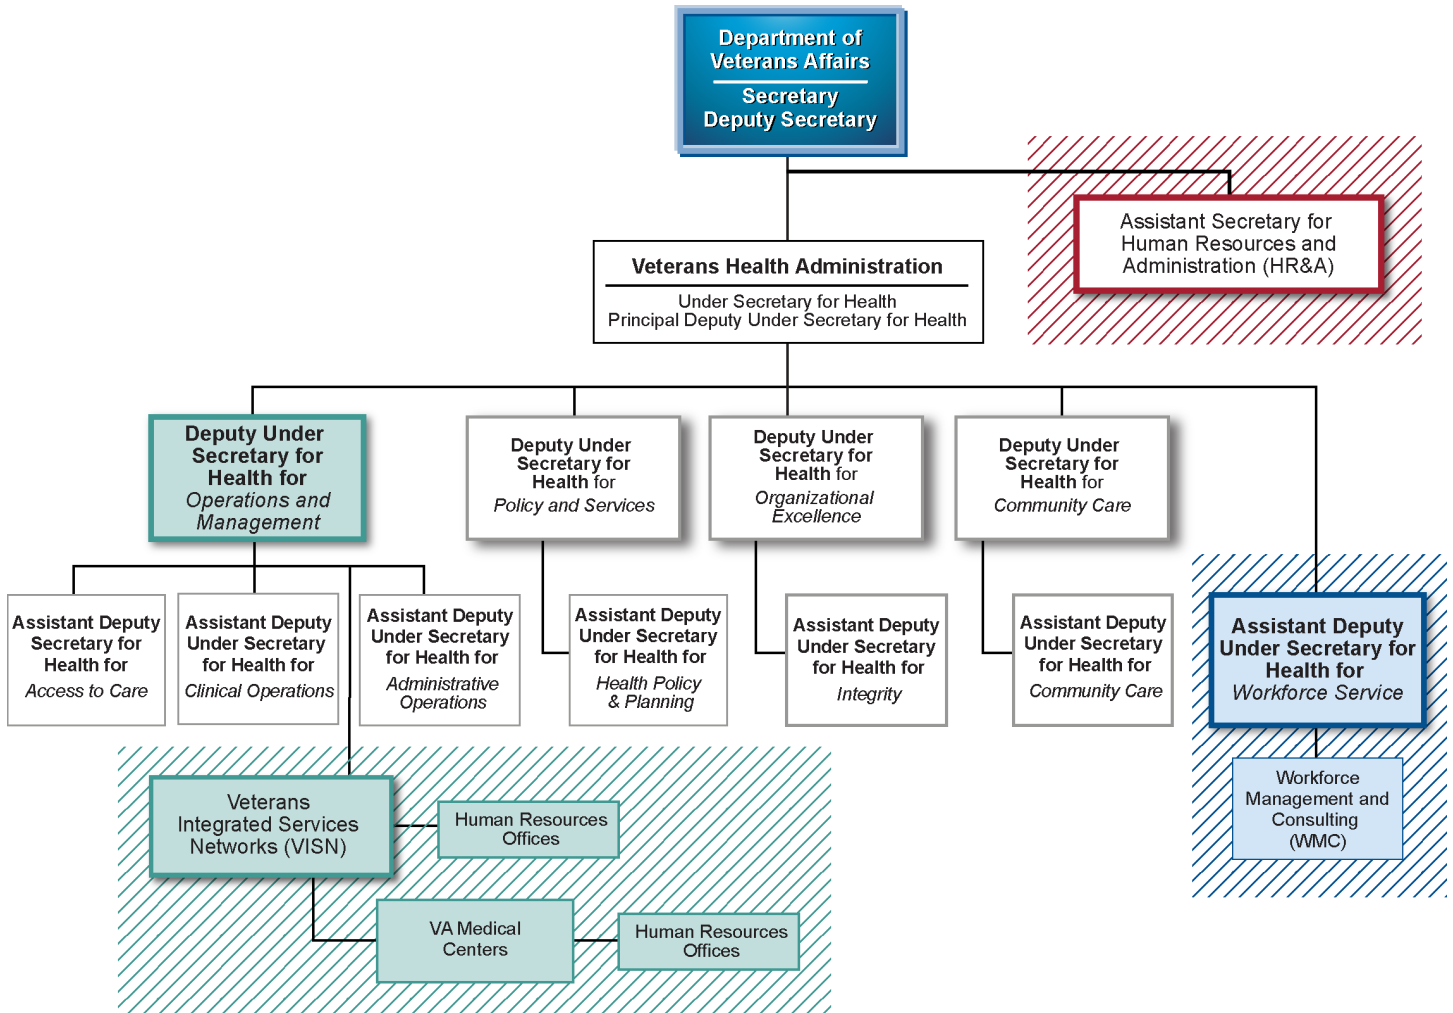 Department of
Veterans Affairs
Secretary
Deputy Secretary
Assistant Secretary for
Human Resources and
Administration (HR&A)
Veterans Health Administration
Under Secretary for Health
Principal Deputy Under Secretary for Health
Deputy Under
Secretary for
Health for
Operations and
Management
Deputy Under
Secretary for
Health for
Policy and Services
Deputy Under
Secretary for
Health for
Organizational
Excellence
Deputy Under
Secretary for
Health for
Community Care
Assistant Deputy
Secretary for
Health for
Access to Care
Assistant Deputy
Under Secretary
for Health for
Clinical Operations
Assistant Deputy
Under Secretary
for Health for
Administrative
Operations
Assistant Deputy
Under Secretary
for Health for
Health Policy
& Planning
Assistant Deputy
Under Secretary
for Health for
Integrity
Assistant Deputy
Under Secretary
for Health for
Community Care
Assistant Deputy
Under Secretary for
Health for
Workforce Service
Workforce
Management and
Consulting
(WMC)
Veterans
Integrated Services
Networks (VISN)
Human Resources
Offices
VA Medical
Centers
Human Resources
Offices